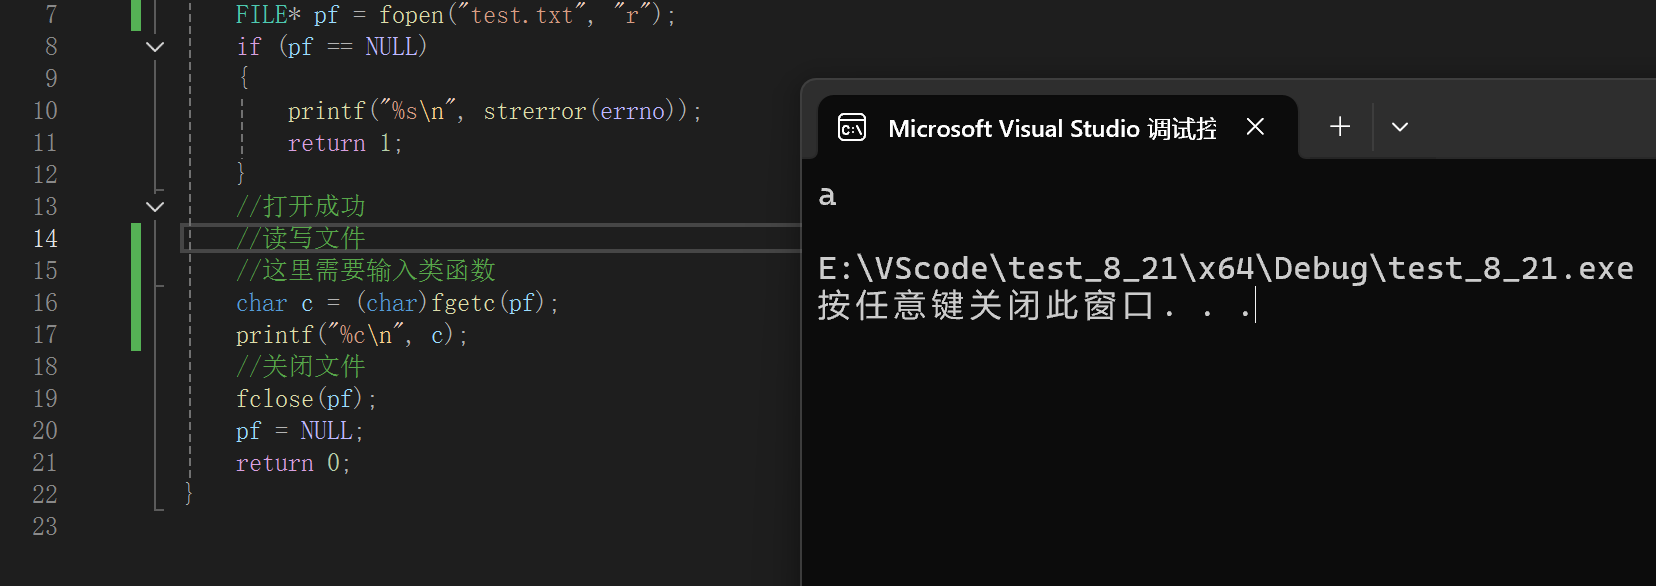 7 FILE* pf = fopen("test.txt", "r");
8 if (pf == NULL)
9 {
10 printf("%s\n", strerror(errno));
11 return 1;
12 }
13 //打开成功
14 //读写文件
15 //这里需要输入类函数
16 char c = (char)fgetc(pf);
17 printf("%c\n", c);
18 //关闭文件
19 fclose(pf);
20 pf = NULL;
21 return 0;
22 }
23
Microsoft Visual Studio 调试控
a
E:\VScode\test_8_21\x64\Debug\test_8_21.exe
按任意键关闭此窗口. . .